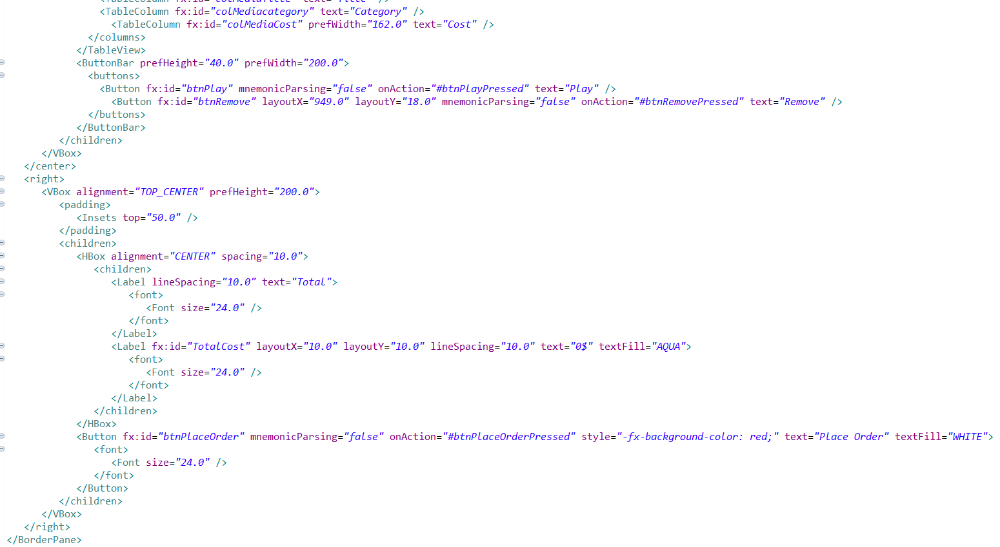 <TableColumn fx:id="colMediaTitle" text="Title" />
<TableColumn fx:id="colMediacategory" text="Category" />
<TableColumn fx:id="colMediaCost" prefWidth="162.0" text="Cost" />
</columns>
</TableView>
<ButtonBar prefHeight="40.0" prefWidth="200.0">
<buttons>
<Button fx:id="btnPlay" mnemonicParsing="false" onAction="#btnPlayPressed" text="Play" />
<Button fx:id="btnRemove" layoutX="949.0" layoutY="18.0" mnemonicParsing="false" onAction="#btnRemovePressed" text="Remove" />
</buttons>
</ButtonBar>
</children>
</VBox>
</center>
<right>
<VBox alignment="TOP_CENTER" prefHeight="200.0">
<padding>
<Insets top="50.0" />
</padding>
<children>
<HBox alignment="CENTER" spacing="10.0">
<children>
<Label lineSpacing="10.0" text="Total">
<font>
<Font size="24.0" />
</font>
</Label>
<Label fx:id="TotalCost" layoutX="10.0" layoutY="10.0" lineSpacing="10.0" text="0$" textFill="AQUA">
<font>
<Font size="24.0" />
</font>
</Label>
</children>
</HBox>
<Button fx:id="btnPlaceOrder" mnemonicParsing="false" onAction="#btnPlaceOrderPressed" style="-fx-background-color: red;" text="Place Order" textFill="WHITE">
<font>
<Font size="24.0" />
</font>
</Button>
</children>
</VBox>
</right>
</BorderPane>